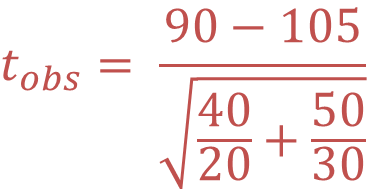 t_obs = (90 − 105) / √(40/20 + 50/30)